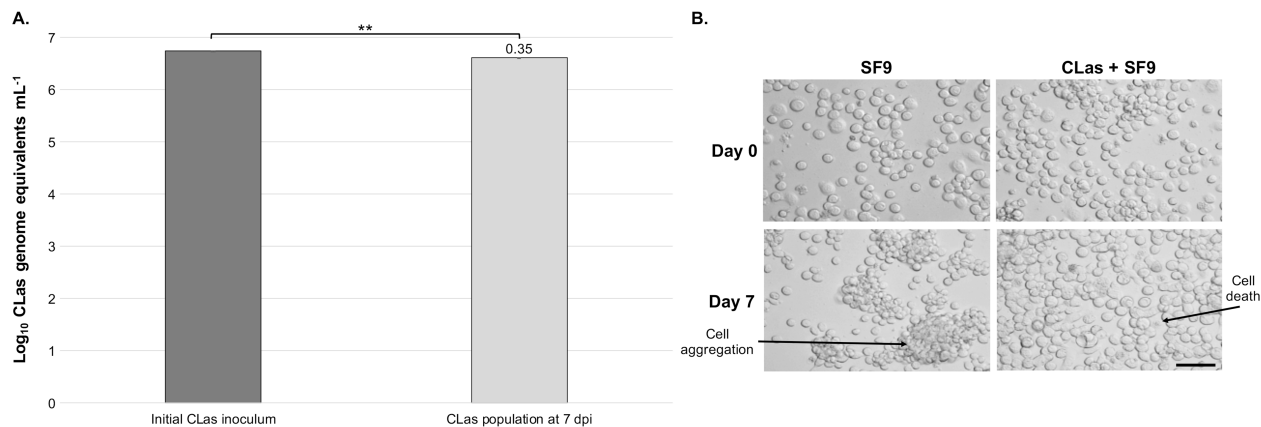 A.
**
0.35
7
6
5
4
3
2
1
0
Log10 CLas genome equivalents mL-1
Initial CLas inoculum
CLas population at 7 dpi
B.
SF9
CLas + SF9
Day 0
Day 7
Cell
aggregation
Cell
death